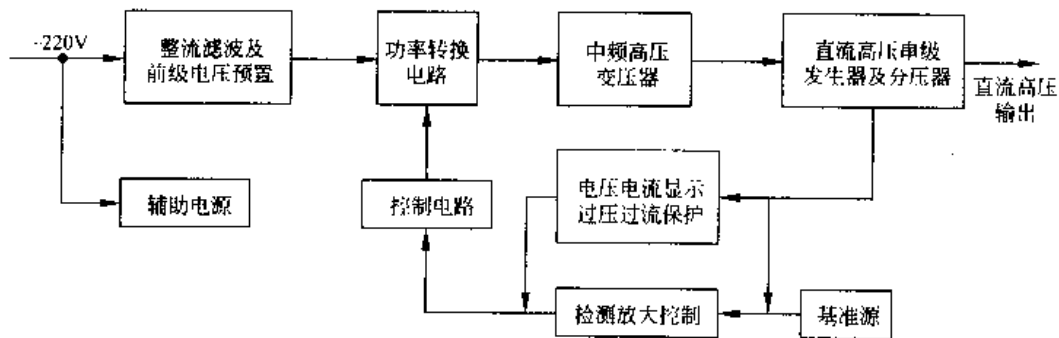 ~220V
整流滤波及
前级电压预置
功率转换
电路
中频高压
变压器
直流高压串级
发生器及分压器
直流高压
输出
辅助电源
控制电路
电压电流显示
过压过流保护
检测放大控制
基准源